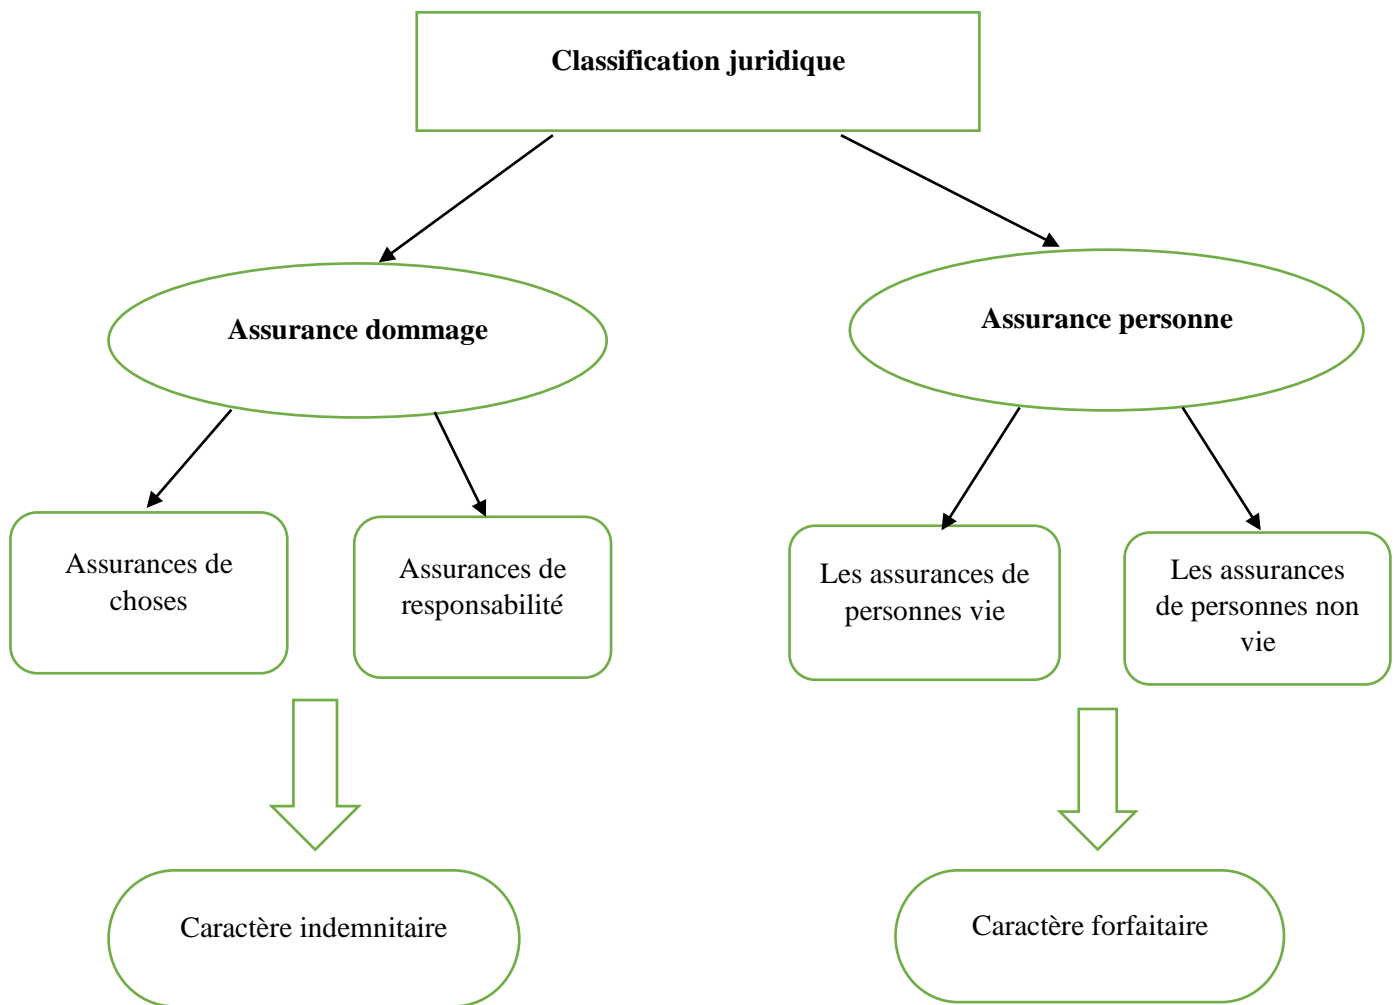 Classification juridique
Assurance dommage
Assurance personne
Assurances de
choses
Assurances de
responsabilité
Les assurances de
personnes vie
Les assurances
de personnes non
vie
Caractère indemnitaire
Caractère forfaitaire